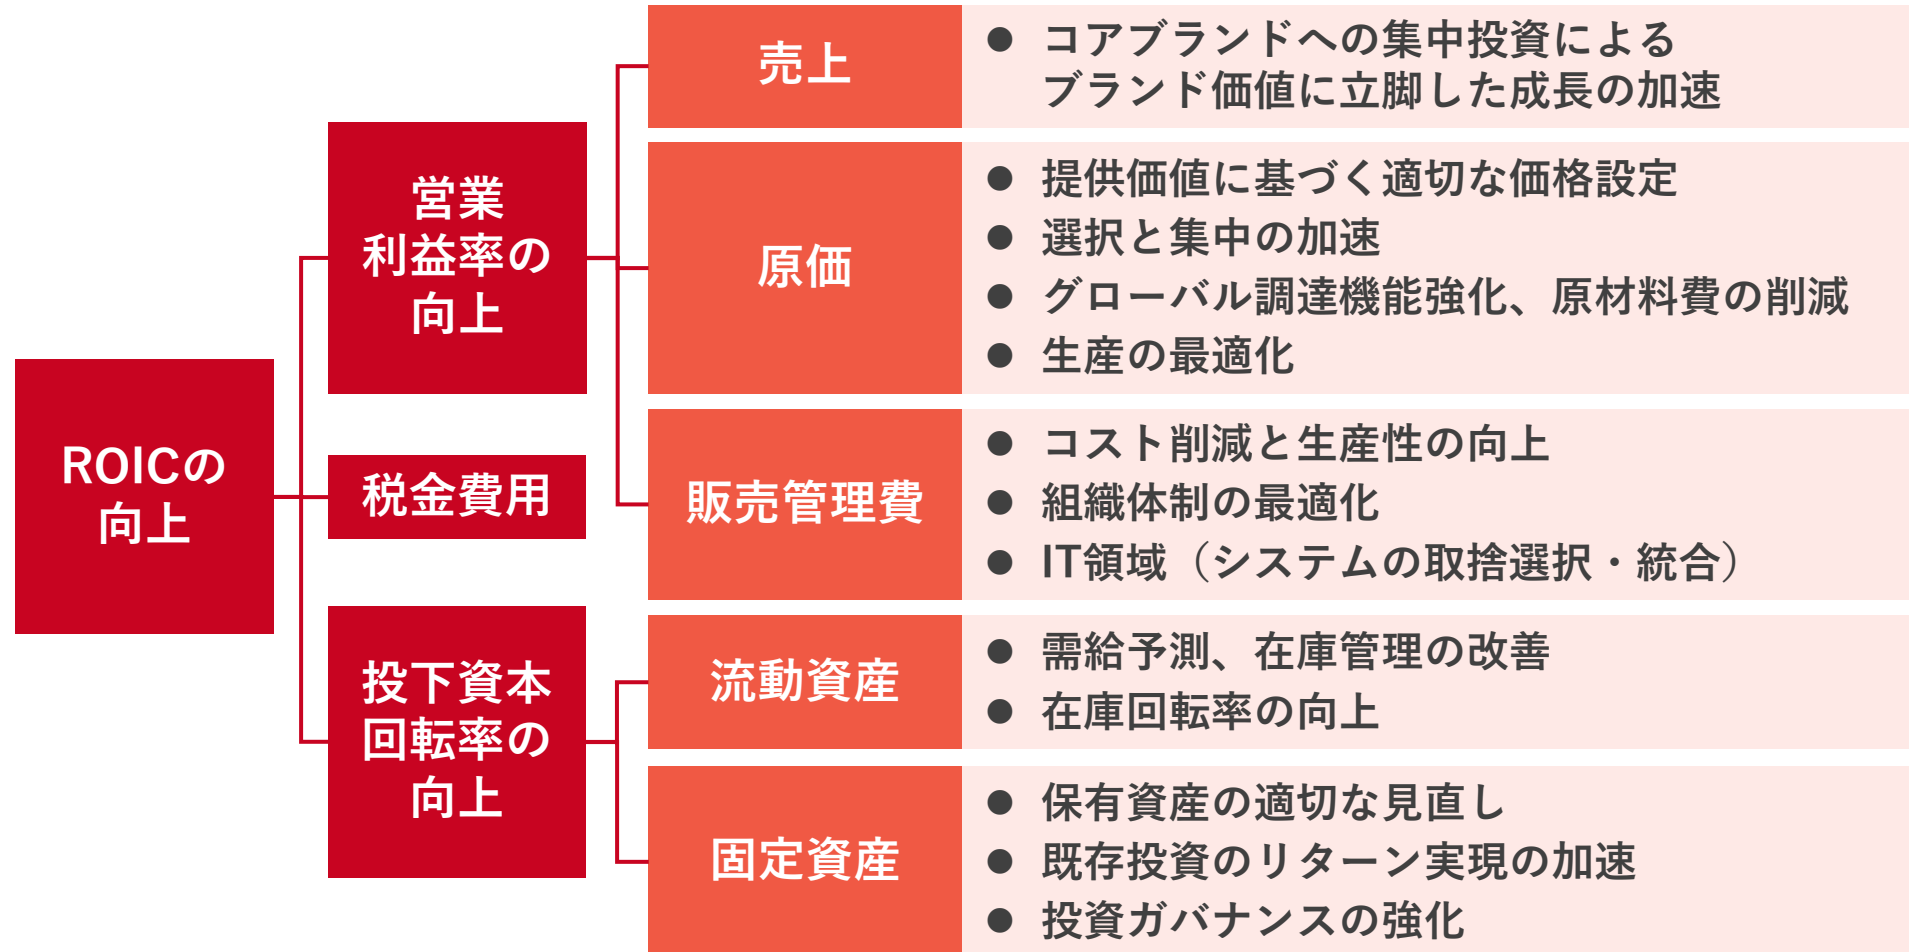 ROICの
向上
営業
利益率の
向上
税金費用
投下資本
回転率の
向上
売上
● コアブランドへの集中投資による
ブランド価値に立脚した成長の加速
原価
● 提供価値に基づく適切な価格設定
● 選択と集中の加速
● グローバル調達機能強化、原材料費の削減
● 生産の最適化
販売管理費
● コスト削減と生産性の向上
● 組織体制の最適化
● IT領域（システムの取捨選択・統合）
流動資産
● 需給予測、在庫管理の改善
● 在庫回転率の向上
固定資産
● 保有資産の適切な見直し
● 既存投資のリターン実現の加速
● 投資ガバナンスの強化